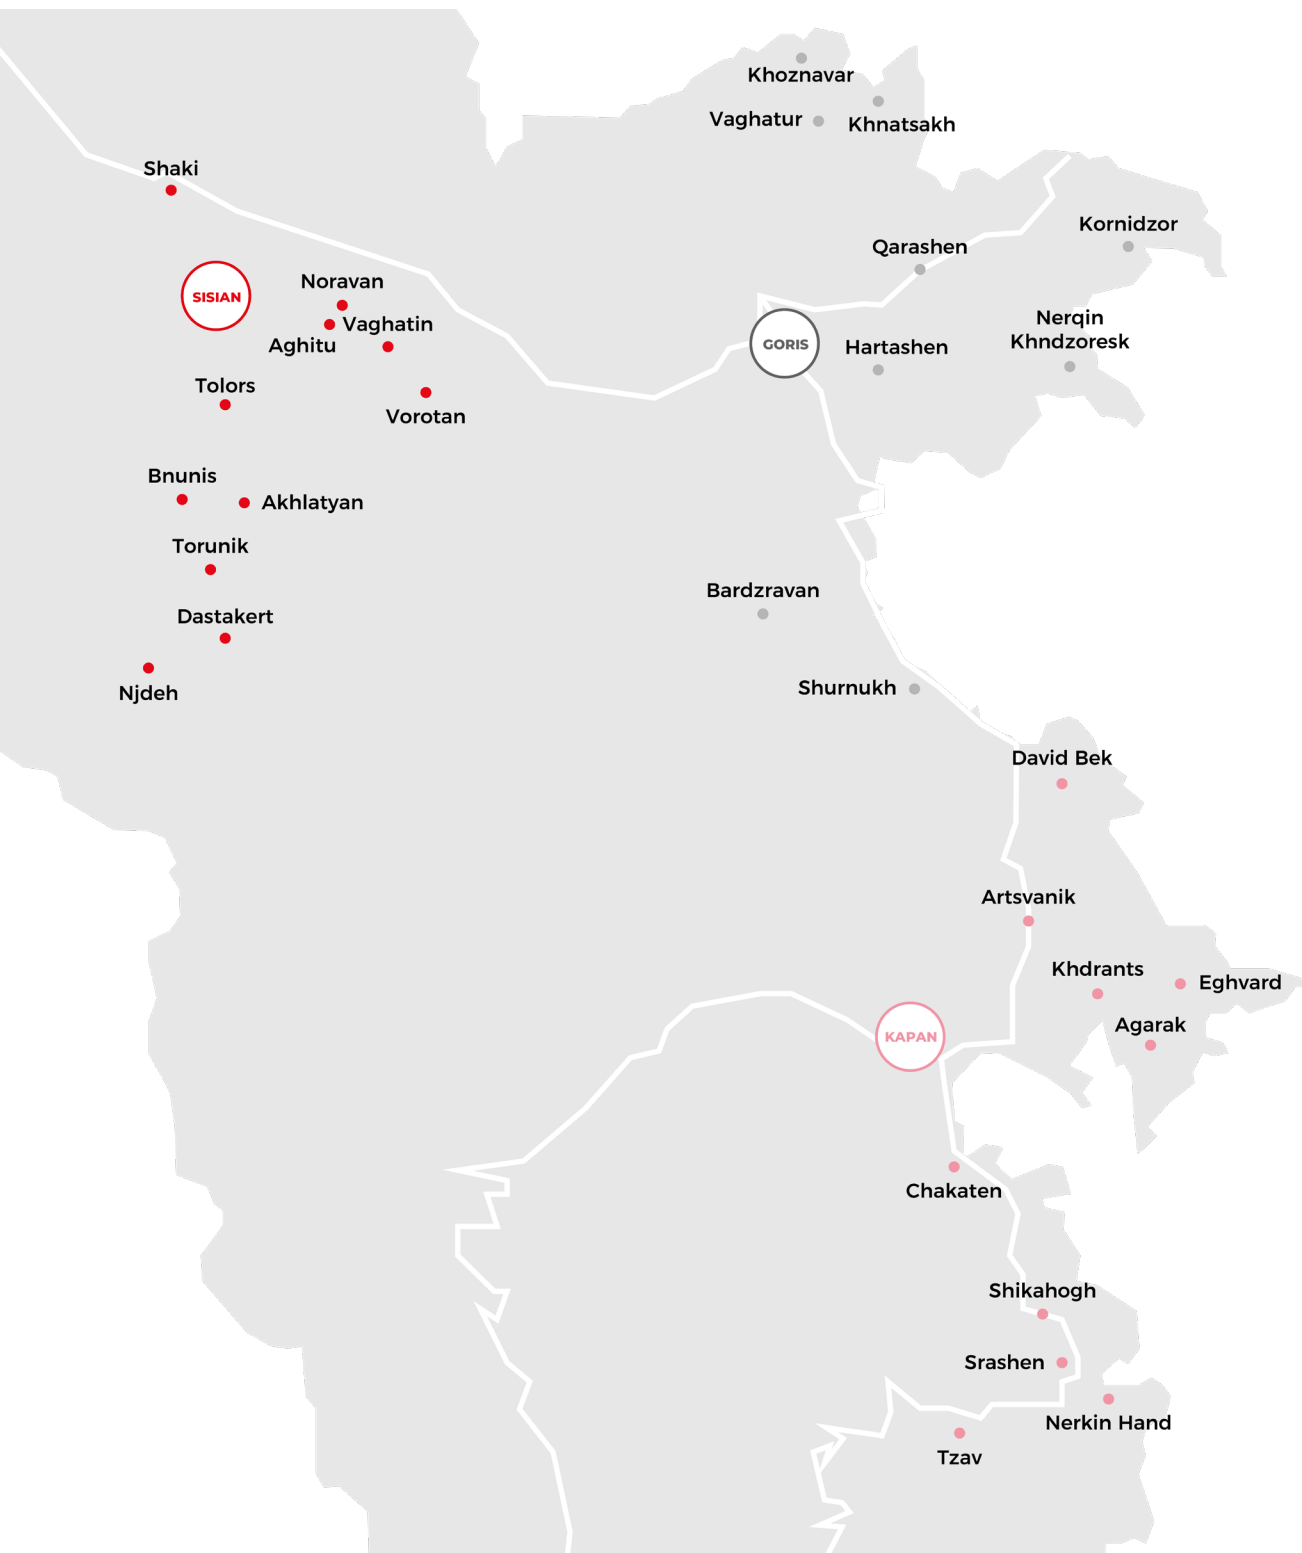 Khoznavar
Vaghatur
Khnatsakh
Shaki
Kornidzor
Qarashen
Noravan
SISIAN
Vaghatin
Aghitu
Nerqin
Khndzoresk
GORIS
Hartashen
Tolors
Vorotan
Bnunis
Akhlatyan
Torunik
Bardzravan
Dastakert
Njdeh
Shurnukh
David Bek
Artsvanik
Khdrants
Eghvard
Agarak
KAPAN
Chakaten
Shikahogh
Srashen
Nerkin Hand
Tzav